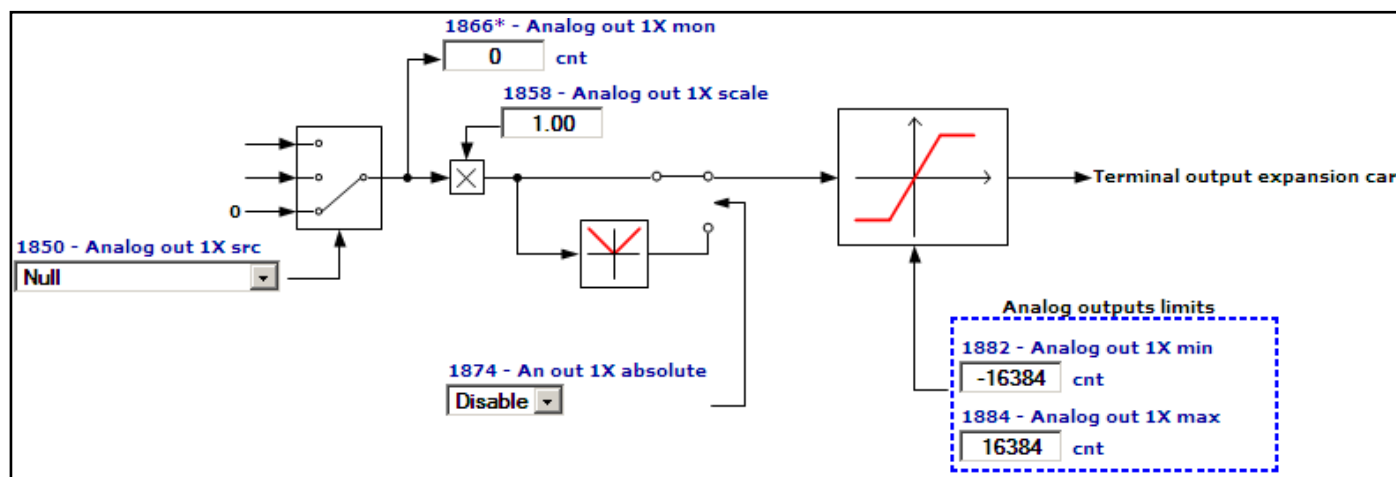 1866* - Analog out 1X mon
0 cnt
1858 - Analog out 1X scale
1.00
0
1850 - Analog out 1X src
Null
Terminal output expansion car
1874 - An out 1X absolute
Disable
Analog outputs limits
1882 - Analog out 1X min
-16384 cnt
1884 - Analog out 1X max
16384 cnt